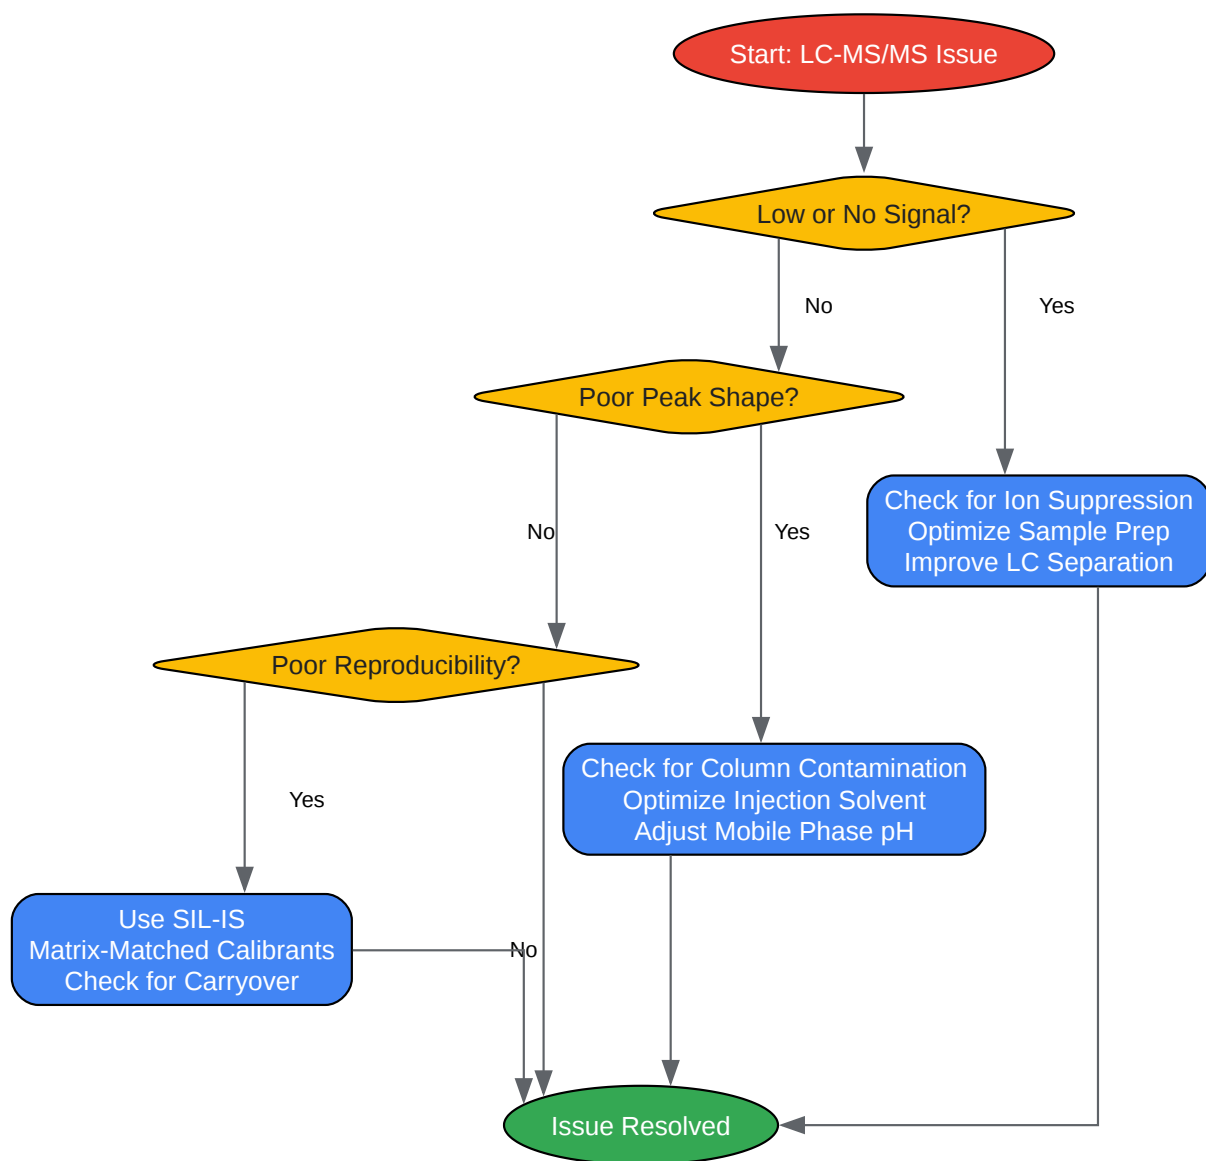 Start: LC-MS/MS Issue
Low or No Signal?
No
Yes
Poor Peak Shape?
Check for Ion Suppression
Optimize Sample Prep
Improve LC Separation
No
Yes
Poor Reproducibility?
Check for Column Contamination
Optimize Injection Solvent
Adjust Mobile Phase pH
Yes
Use SIL-IS
Matrix-Matched Calibrants
Check for Carryover
No
Issue Resolved